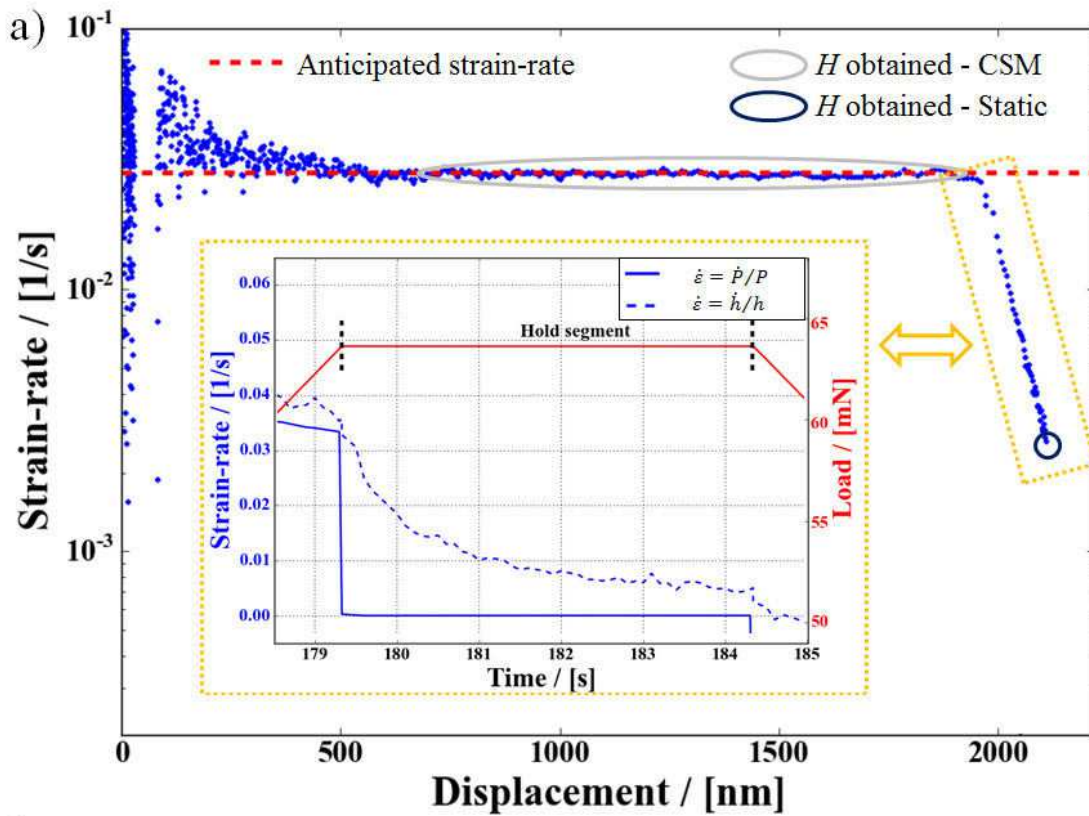 a)
10⁻¹
Anticipated strain-rate
H obtained - CSM
H obtained - Static
Strain-rate / [1/s]
10⁻²
10⁻³
ε̇ = Ṗ/P
ε̇ = ḣ/h
Hold segment
Strain-rate / [1/s]
0.06
0.05
0.04
0.03
0.02
0.01
0.00
65
60
55
50
Load / [mN]
179 180 181 182 183 184 185
Time / [s]
0 500 1000 1500 2000
Displacement / [nm]